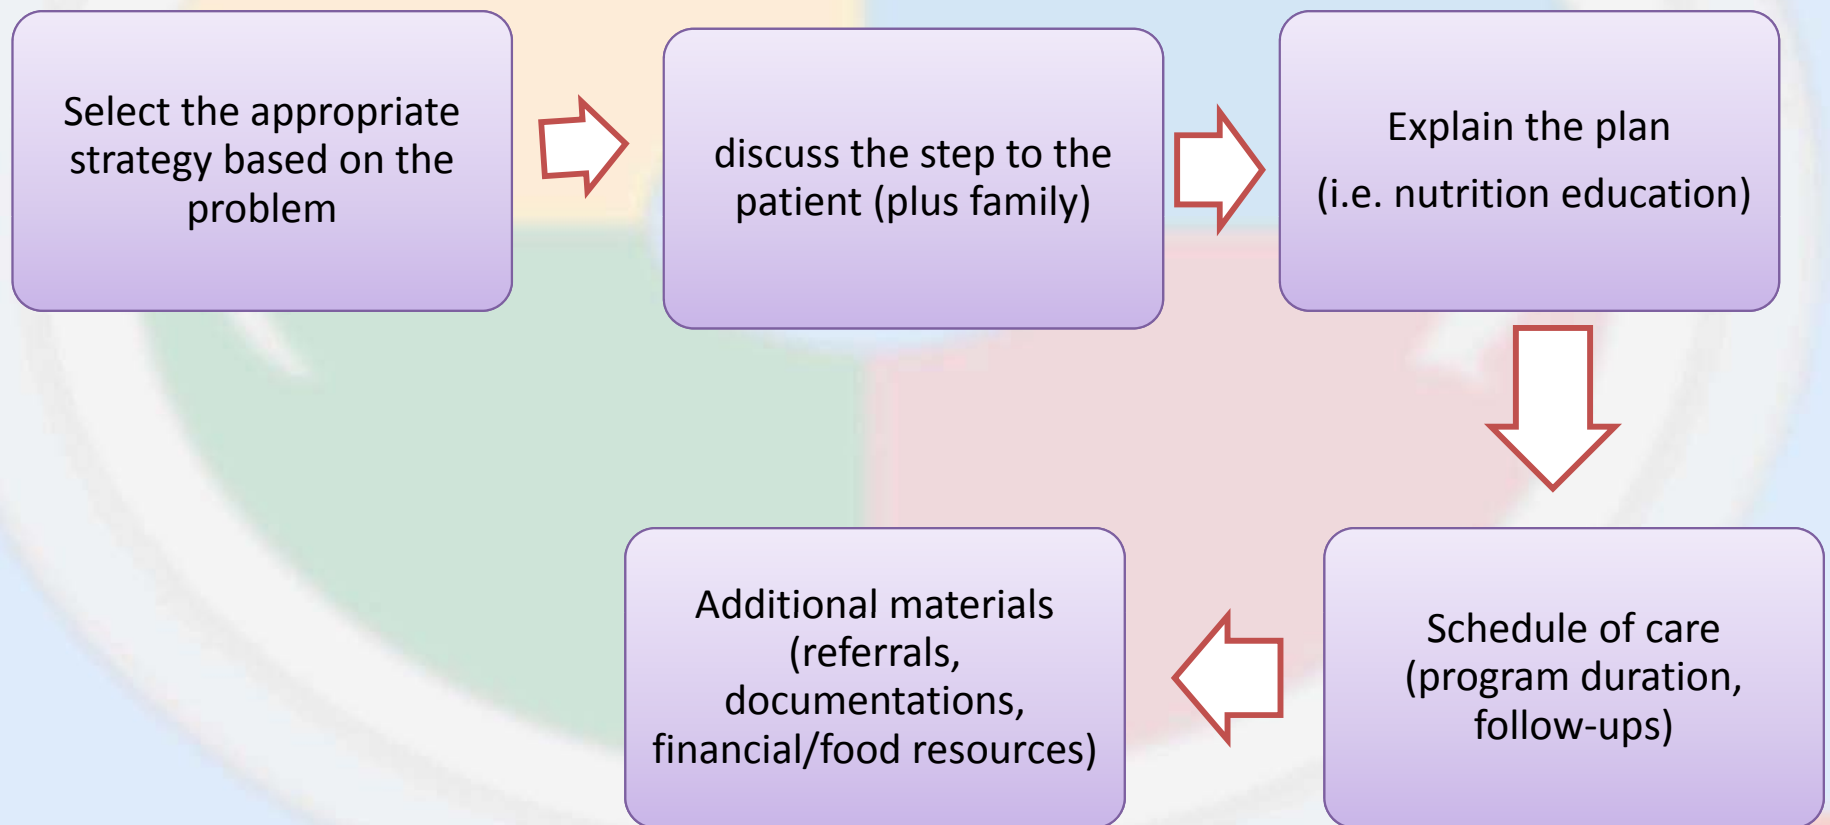 Select the appropriate
strategy based on the
problem
discuss the step to the
patient (plus family)
Explain the plan
(i.e. nutrition education)
Schedule of care
(program duration,
follow-ups)
Additional materials
(referrals,
documentations,
financial/food resources)